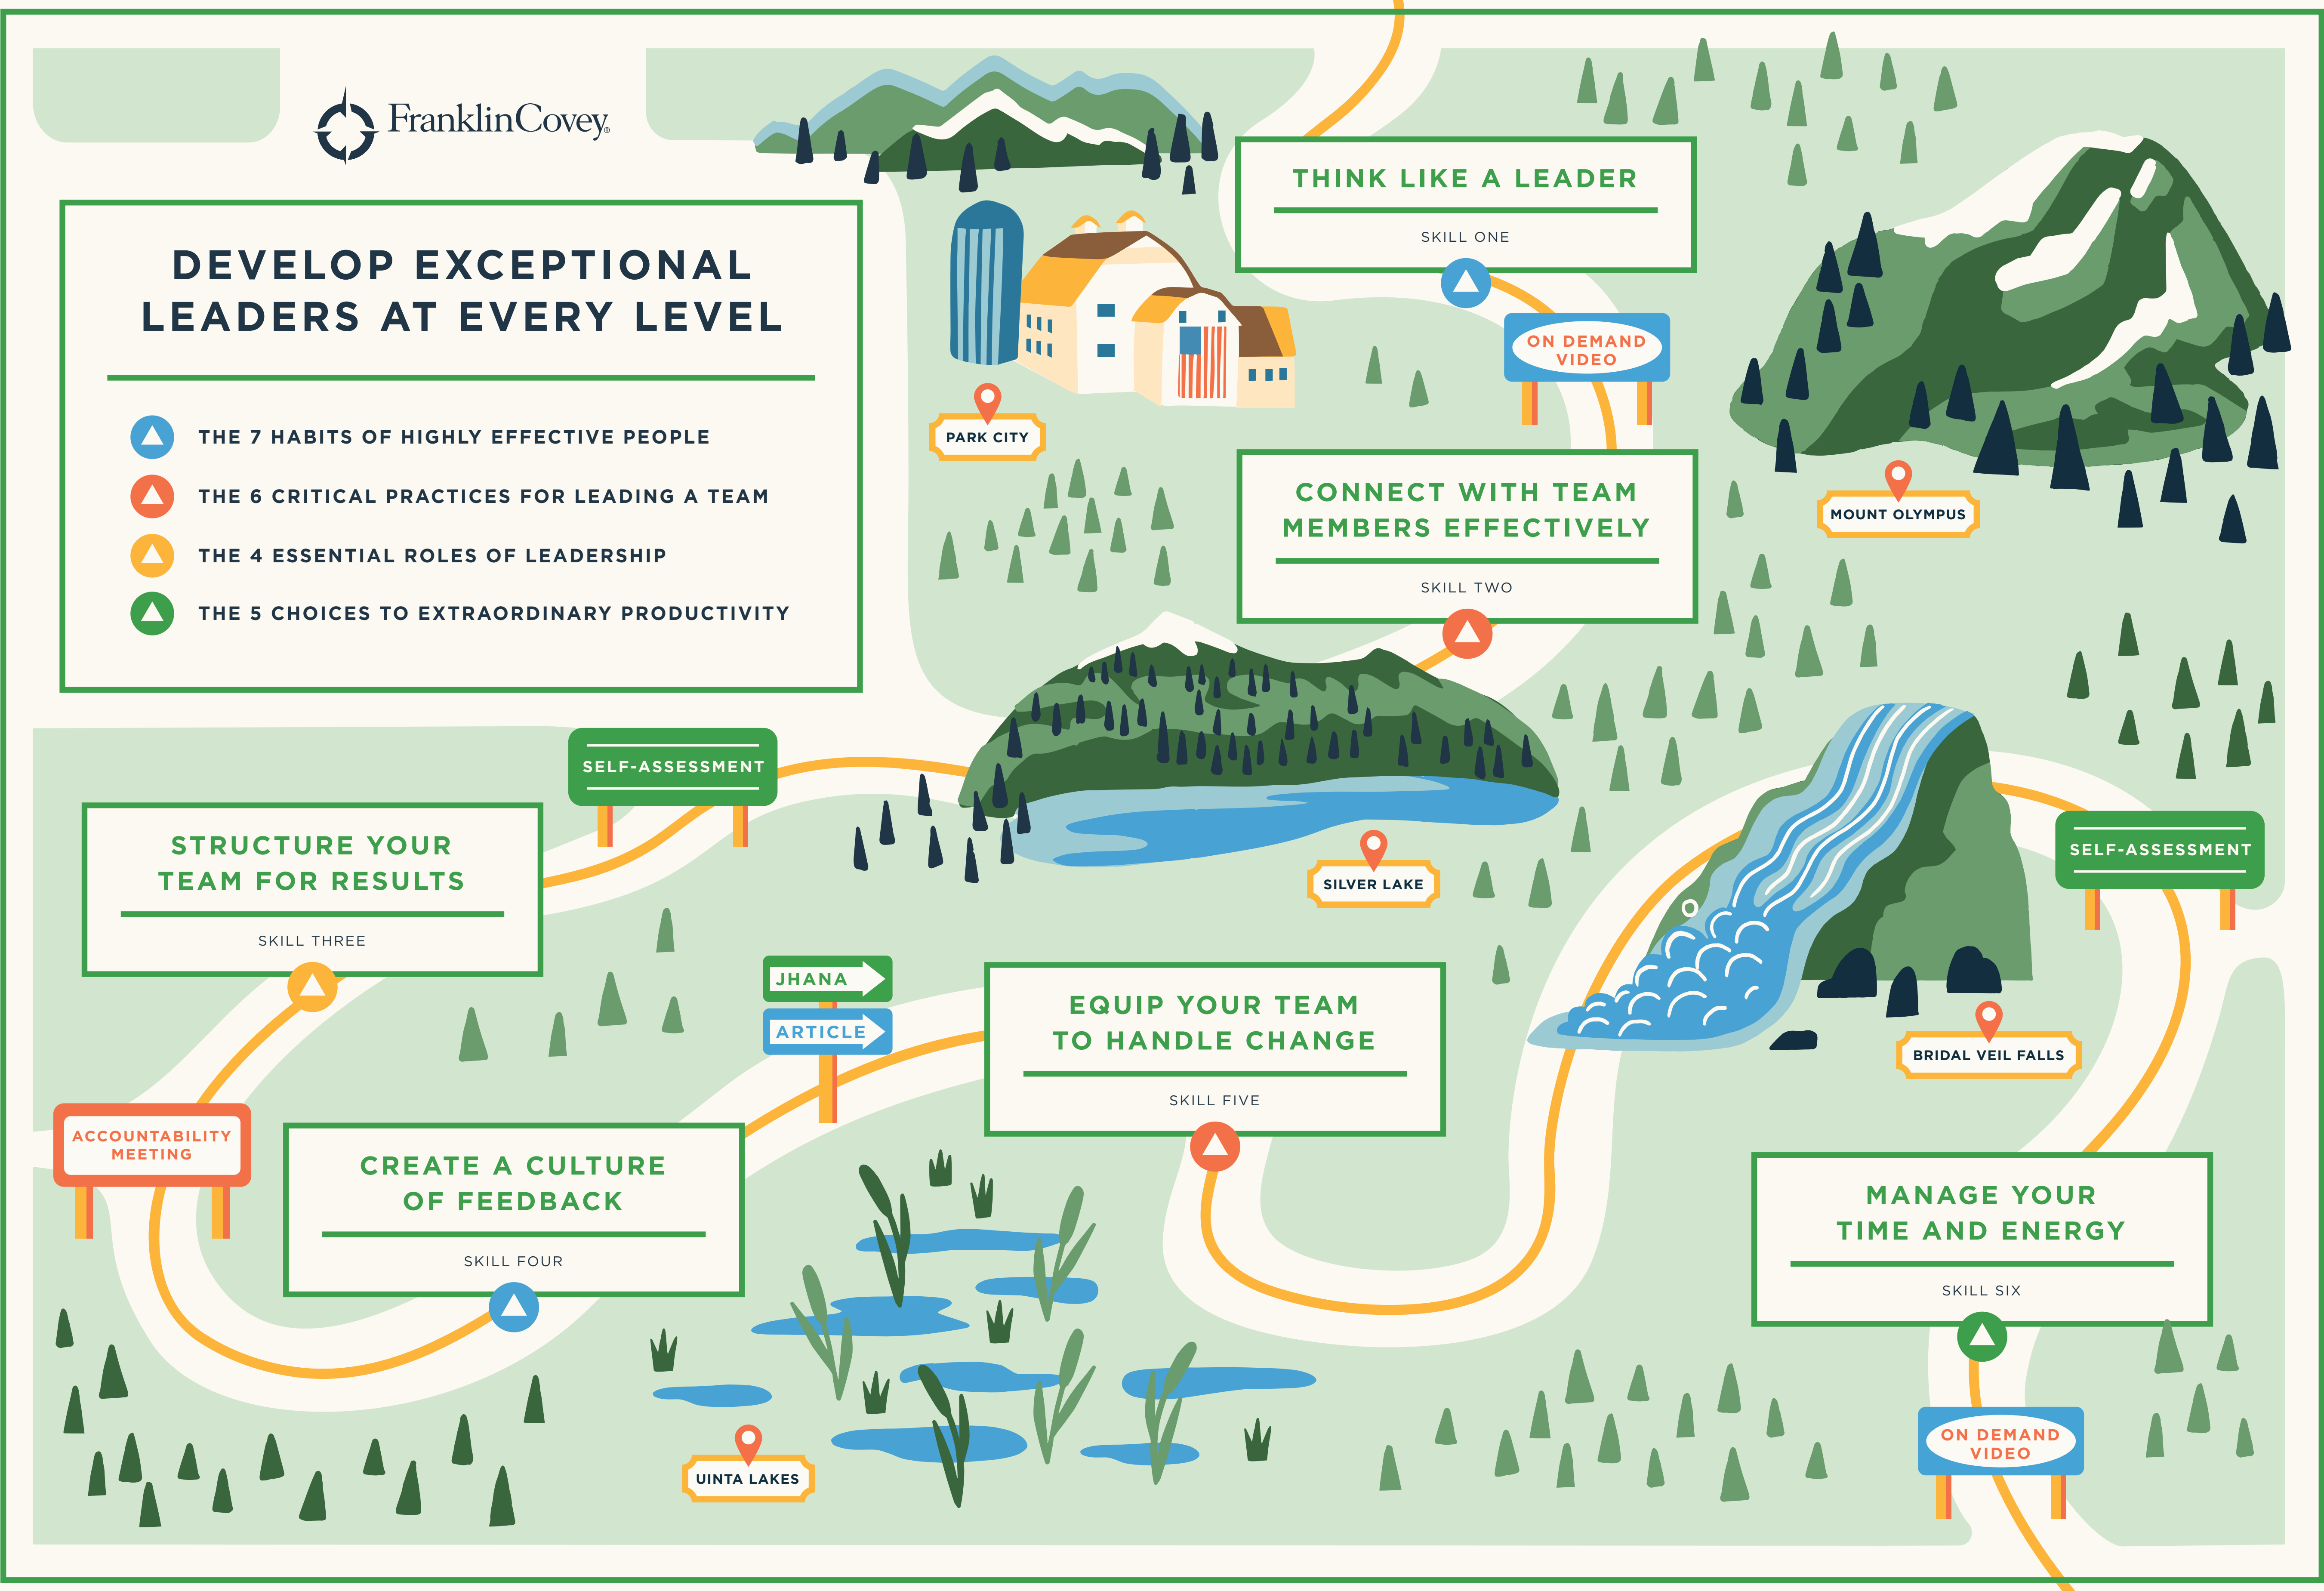 FranklinCovey®
DEVELOP EXCEPTIONAL
LEADERS AT EVERY LEVEL
THE 7 HABITS OF HIGHLY EFFECTIVE PEOPLE
THE 6 CRITICAL PRACTICES FOR LEADING A TEAM
THE 4 ESSENTIAL ROLES OF LEADERSHIP
THE 5 CHOICES TO EXTRAORDINARY PRODUCTIVITY
THINK LIKE A LEADER
SKILL ONE
ON DEMAND
VIDEO
PARK CITY
MOUNT OLYMPUS
CONNECT WITH TEAM
MEMBERS EFFECTIVELY
SKILL TWO
SILVER LAKE
SELF-ASSESSMENT
STRUCTURE YOUR
TEAM FOR RESULTS
SKILL THREE
ACCOUNTABILITY
MEETING
CREATE A CULTURE
OF FEEDBACK
SKILL FOUR
JHANA
ARTICLE
UINTA LAKES
EQUIP YOUR TEAM
TO HANDLE CHANGE
SKILL FIVE
BRIDAL VEIL FALLS
SELF-ASSESSMENT
MANAGE YOUR
TIME AND ENERGY
SKILL SIX
ON DEMAND
VIDEO